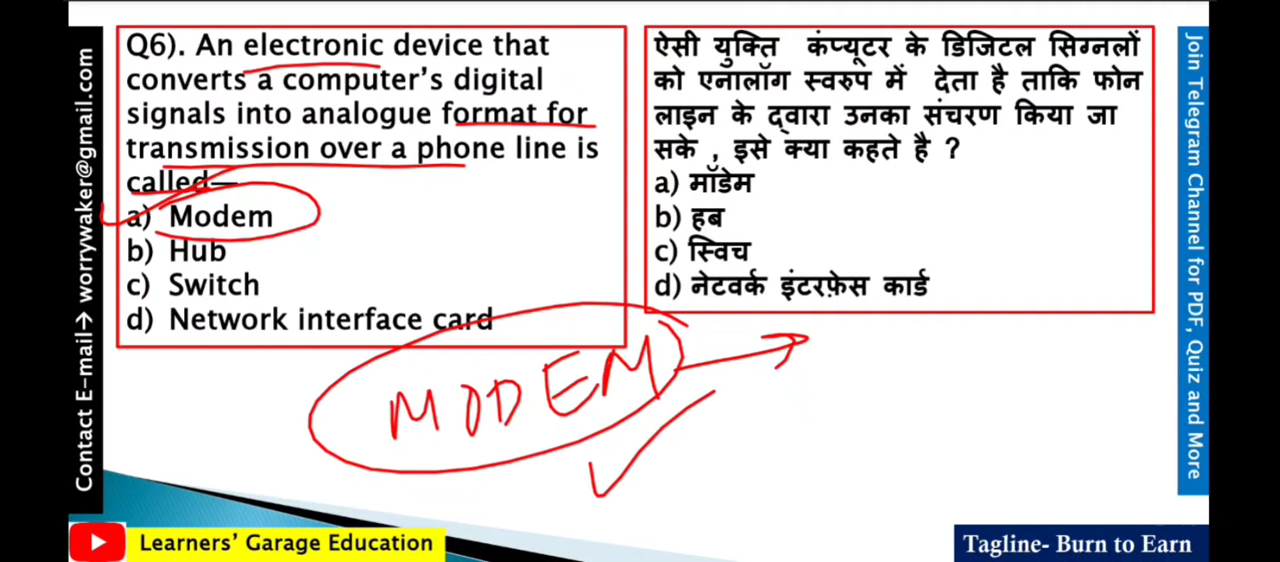 Contact E-mail→ worrywaker@gmail.com
Q6). An electronic device that
converts a computer's digital
signals into analogue format for
transmission over a phone line is
called—
a) Modem
b) Hub
c) Switch
d) Network interface card
ऐसी युक्ति कंप्यूटर के डिजिटल सिग्नलों
को एनालॉग स्वरुप में देता है ताकि फोन
लाइन के द्वारा उनका संचरण किया जा
सके , इसे क्या कहते है ?
a) मॉडेम
b) हब
c) स्विच
d) नेटवर्क इंटरफ़ेस कार्ड
MODEM
Join Telegram Channel for PDF, Quiz and More
Learners' Garage Education
Tagline- Burn to Earn